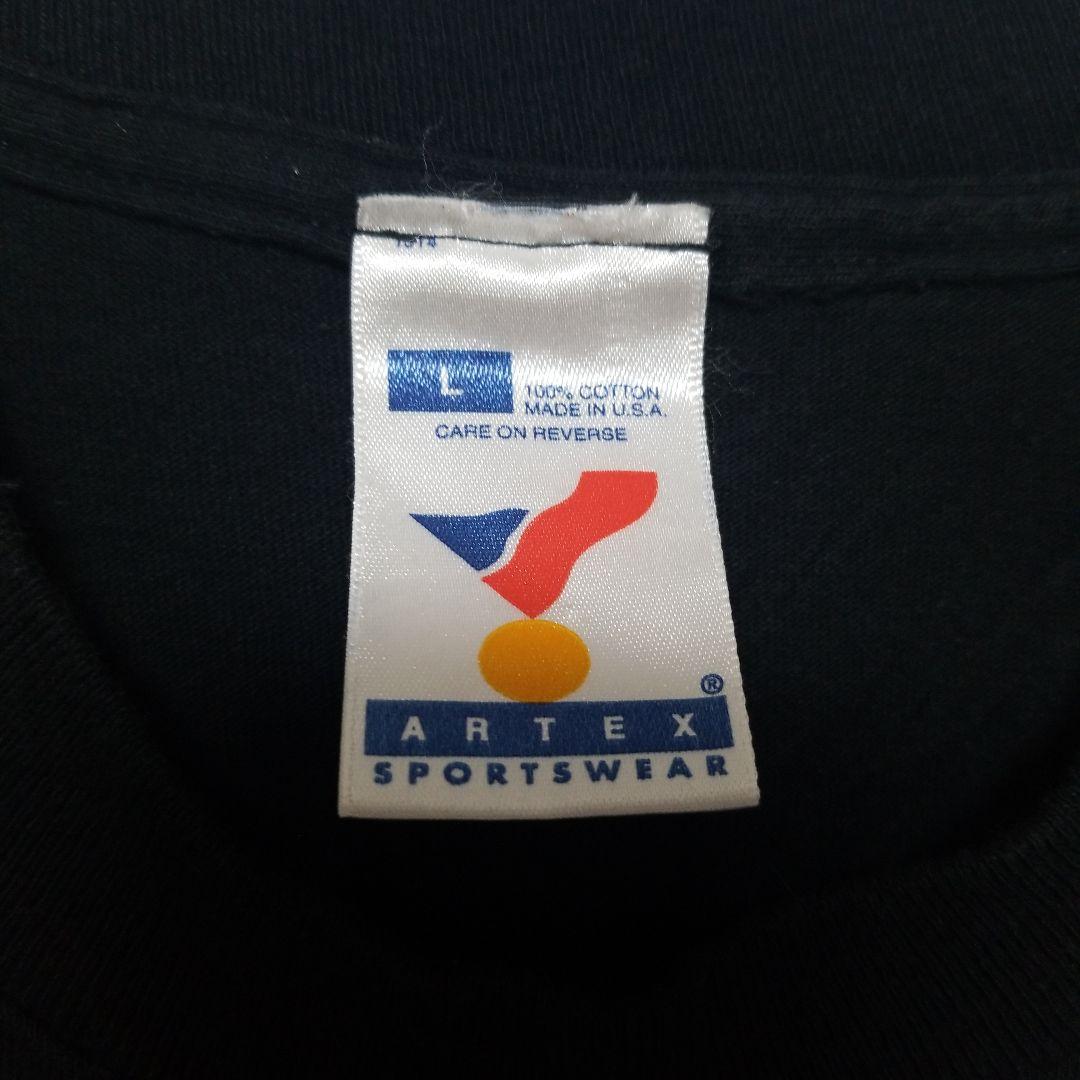 L
100% COTTON
MADE IN U.S.A.
CARE ON REVERSE
®
ARTEX
SPORTSWEAR